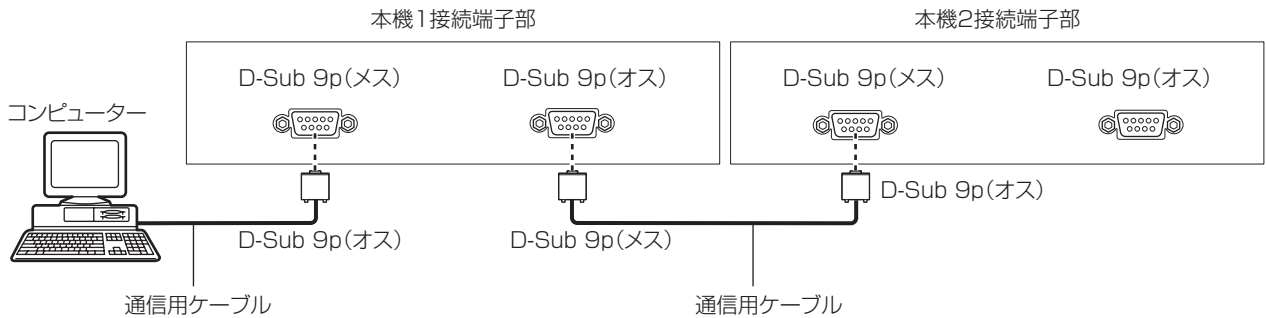 本機1接続端子部
本機2接続端子部
D-Sub 9p(メス)
D-Sub 9p(オス)
D-Sub 9p(メス)
D-Sub 9p(オス)
コンピューター
D-Sub 9p(オス)
D-Sub 9p(オス)
D-Sub 9p(メス)
通信用ケーブル
通信用ケーブル